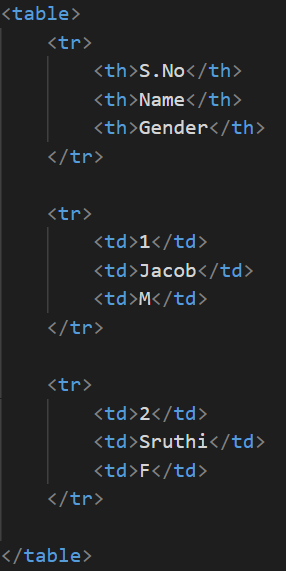 <table>
<tr>
<th>S.No</th>
<th>Name</th>
<th>Gender</th>
</tr>
<tr>
<td>1</td>
<td>Jacob</td>
<td>M</td>
</tr>
<tr>
<td>2</td>
<td>Sruthi</td>
<td>F</td>
</tr>
</table>